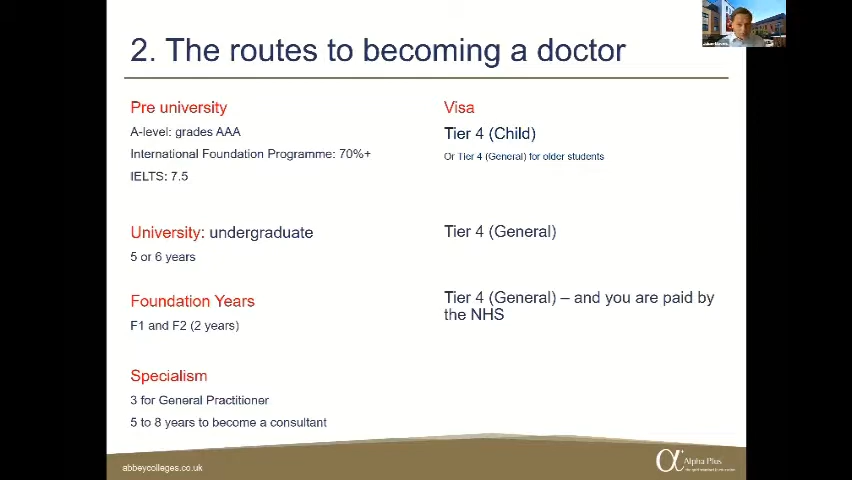 2. The routes to becoming a doctor
Pre university
A-level: grades AAA
International Foundation Programme: 70%+
IELTS: 7.5
Visa
Tier 4 (Child)
Or Tier 4 (General) for older students
University: undergraduate
5 or 6 years
Tier 4 (General)
Foundation Years
F1 and F2 (2 years)
Tier 4 (General) – and you are paid by
the NHS
Specialism
3 for General Practitioner
5 to 8 years to become a consultant
abbeycolleges.co.uk
α Alpha Plus